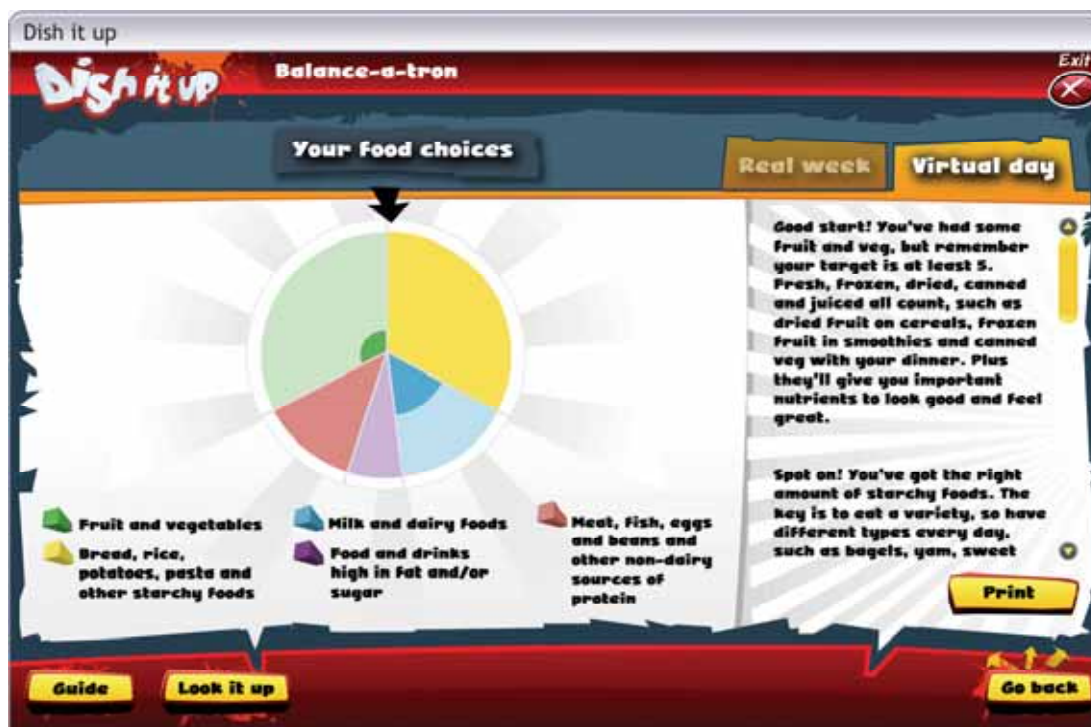 Dish it up
Dish it up
Balance-a-tron
Exit
Your food choices
Real week
Virtual day
Good start! You've had some
fruit and veg, but remember
your target is at least 5.
Fresh, frozen, dried, canned
and juiced all count, such as
dried fruit on cereals, frozen
fruit in smoothies and canned
veg with your dinner. Plus
they'll give you important
nutrients to look good and feel
great.
Spot on! You've got the right
amount of starchy foods. The
key is to eat a variety, so have
different types every day,
such as bagels, yam, sweet
Fruit and vegetables
Bread, rice,
potatoes, pasta and
other starchy foods
Milk and dairy foods
Food and drinks
high in fat and/or
sugar
Meat, fish, eggs
and beans and
other non-dairy
sources of
protein
Print
Guide
Look it up
Go back